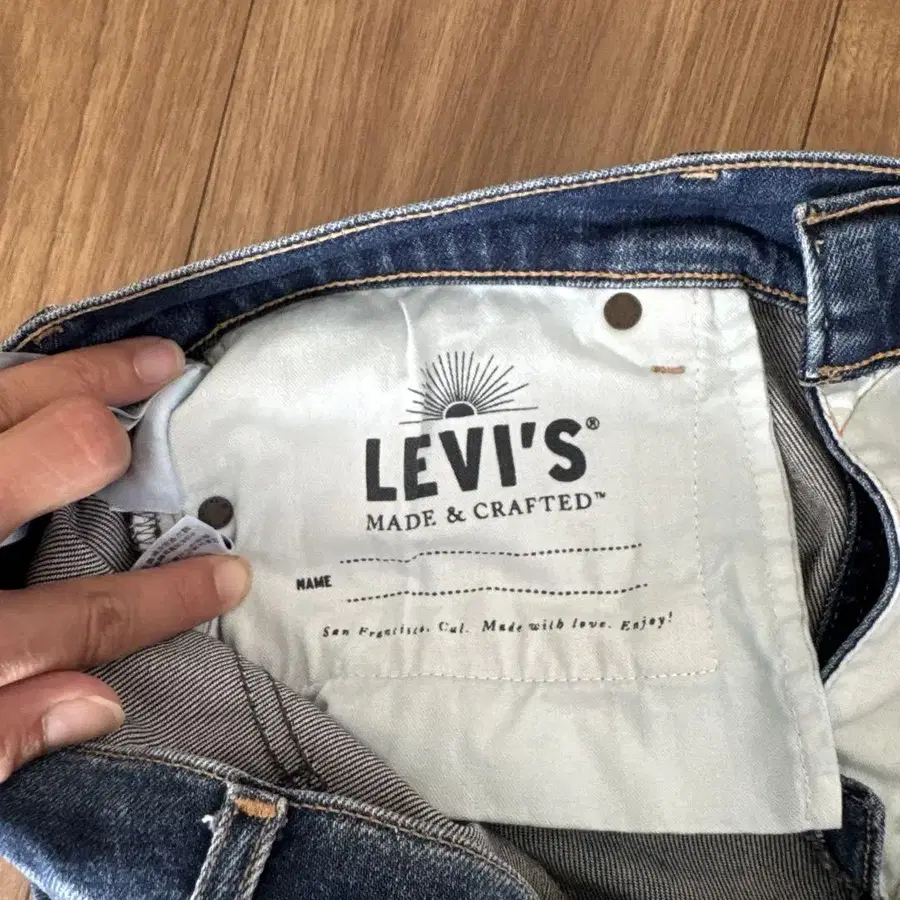 LEVI'S®
MADE & CRAFTED™
NAME
San Francisco, Cal. Made with love. Enjoy!